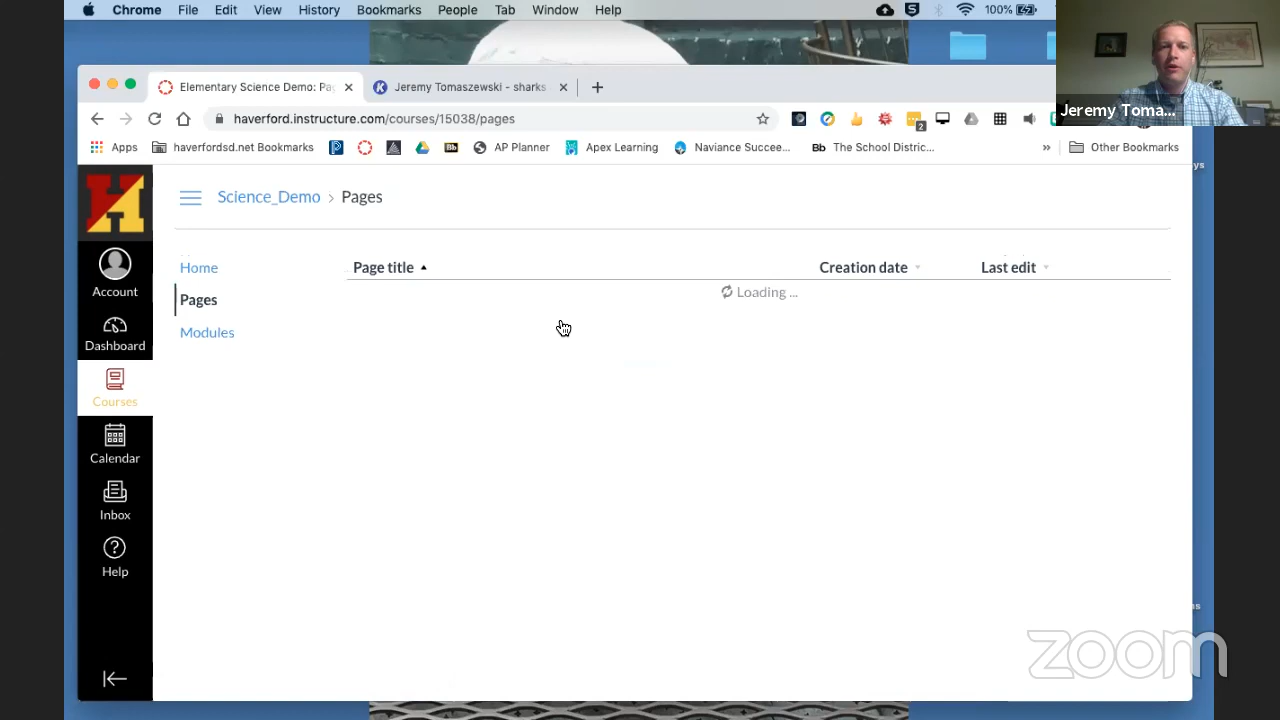 Chrome File Edit View History Bookmarks People Tab Window Help 100%
Elementary Science Demo: Pag
Jeremy Tomaszewski - sharks
haverford.instructure.com/courses/15038/pages
2
Apps haverfordsd.net Bookmarks AP Planner Apex Learning Naviance Succee... Bb The School Distric... » Other Bookmarks
Jeremy Toma...
Science_Demo > Pages
Home
Pages
Modules
Page title Creation date Last edit
Loading ...
H
Account
Dashboard
Courses
Calendar
Inbox
Help
zoom